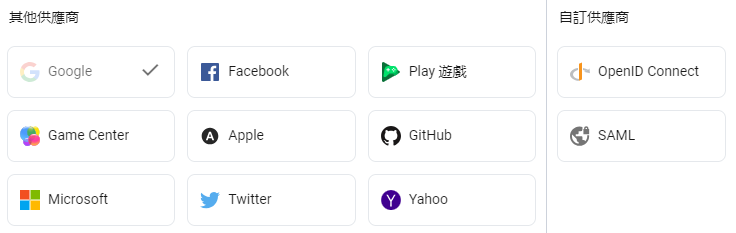 其他供應商
Google
Facebook
Play 遊戲
Game Center
Apple
GitHub
Microsoft
Twitter
Yahoo
自訂供應商
OpenID Connect
SAML